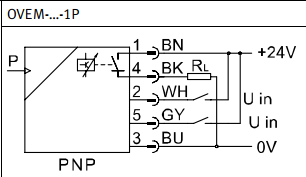 OVEM-...-1P
1 BN +24V
P 4 BK RL
2 WH U in
5 GY U in
3 BU 0V
PNP